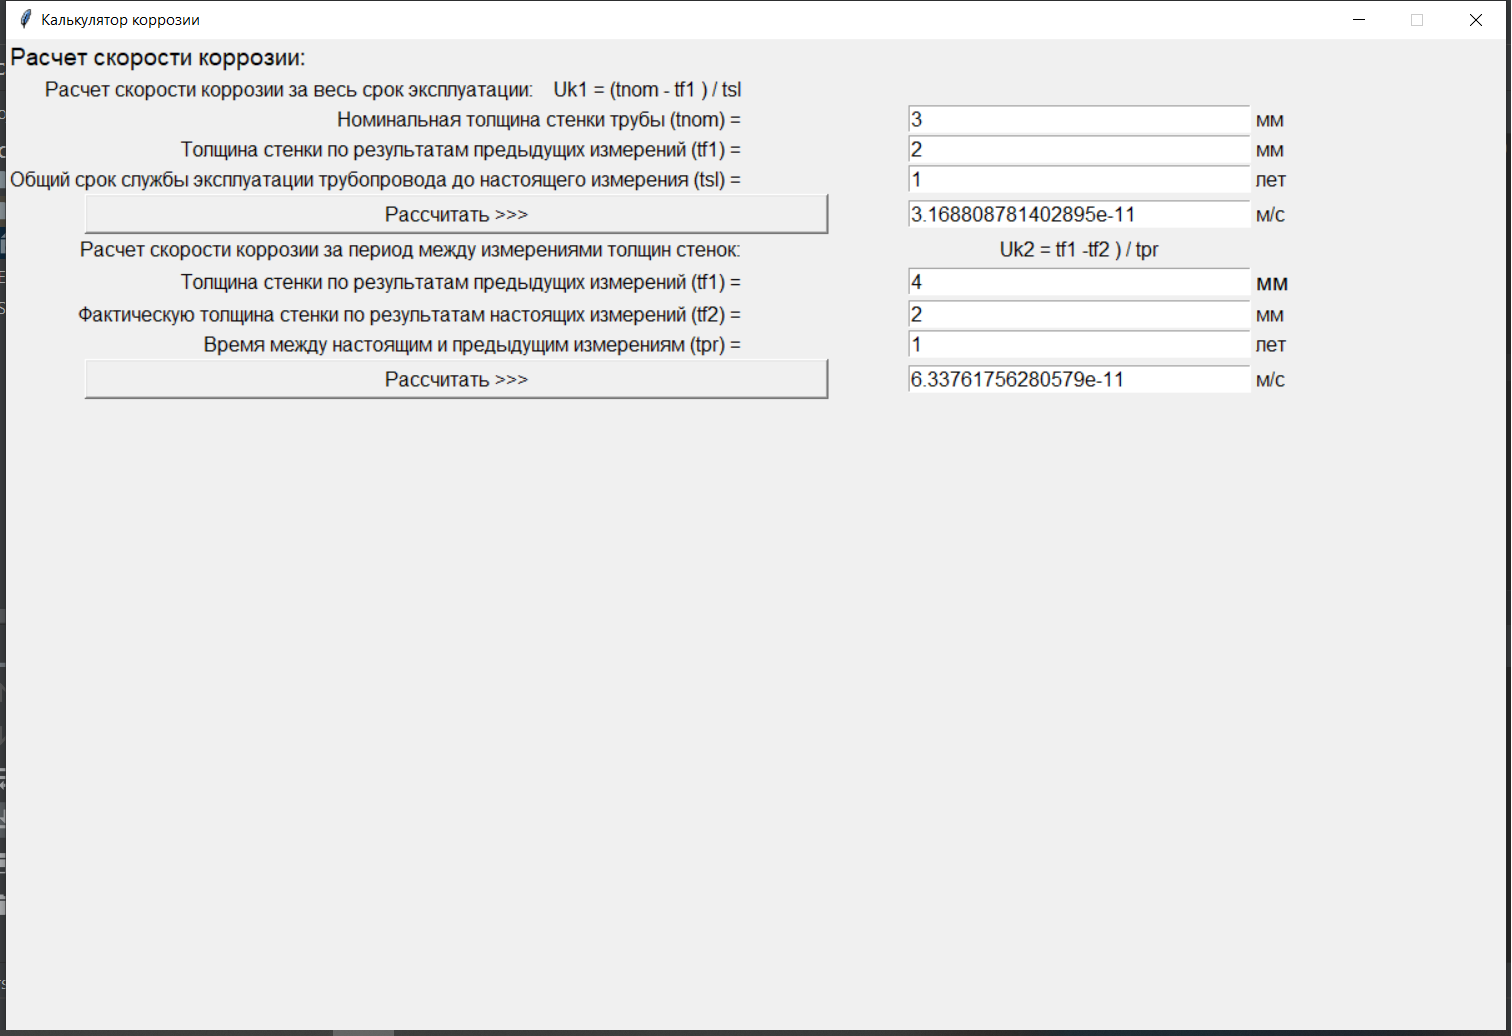 Калькулятор коррозии
Расчет скорости коррозии:
Расчет скорости коррозии за весь срок эксплуатации: Uk1 = (tnom - tf1 ) / tsl
Номинальная толщина стенки трубы (tnom) = 3 мм
Толщина стенки по результатам предыдущих измерений (tf1) = 2 мм
Общий срок службы эксплуатации трубопровода до настоящего измерения (tsl) = 1 лет
Рассчитать >>> 3.168808781402895e-11 м/с
Расчет скорости коррозии за период между измерениями толщин стенок: Uk2 = tf1 -tf2 ) / tpr
Толщина стенки по результатам предыдущих измерений (tf1) = 4 мм
Фактическую толщина стенки по результатам настоящих измерений (tf2) = 2 мм
Время между настоящим и предыдущим измерениям (tpr) = 1 лет
Рассчитать >>> 6.33761756280579e-11 м/с